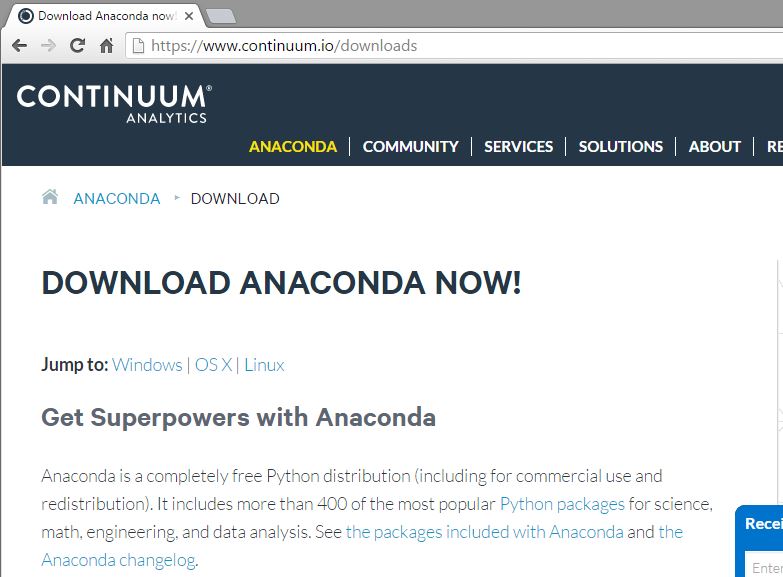 Download Anaconda now!
https://www.continuum.io/downloads
CONTINUUM®
ANALYTICS
ANACONDA | COMMUNITY | SERVICES | SOLUTIONS | ABOUT |
ANACONDA ▸ DOWNLOAD
DOWNLOAD ANACONDA NOW!
Jump to: Windows | OS X | Linux
Get Superpowers with Anaconda
Anaconda is a completely free Python distribution (including for commercial use and
redistribution). It includes more than 400 of the most popular Python packages for science,
math, engineering, and data analysis. See the packages included with Anaconda and the
Anaconda changelog.